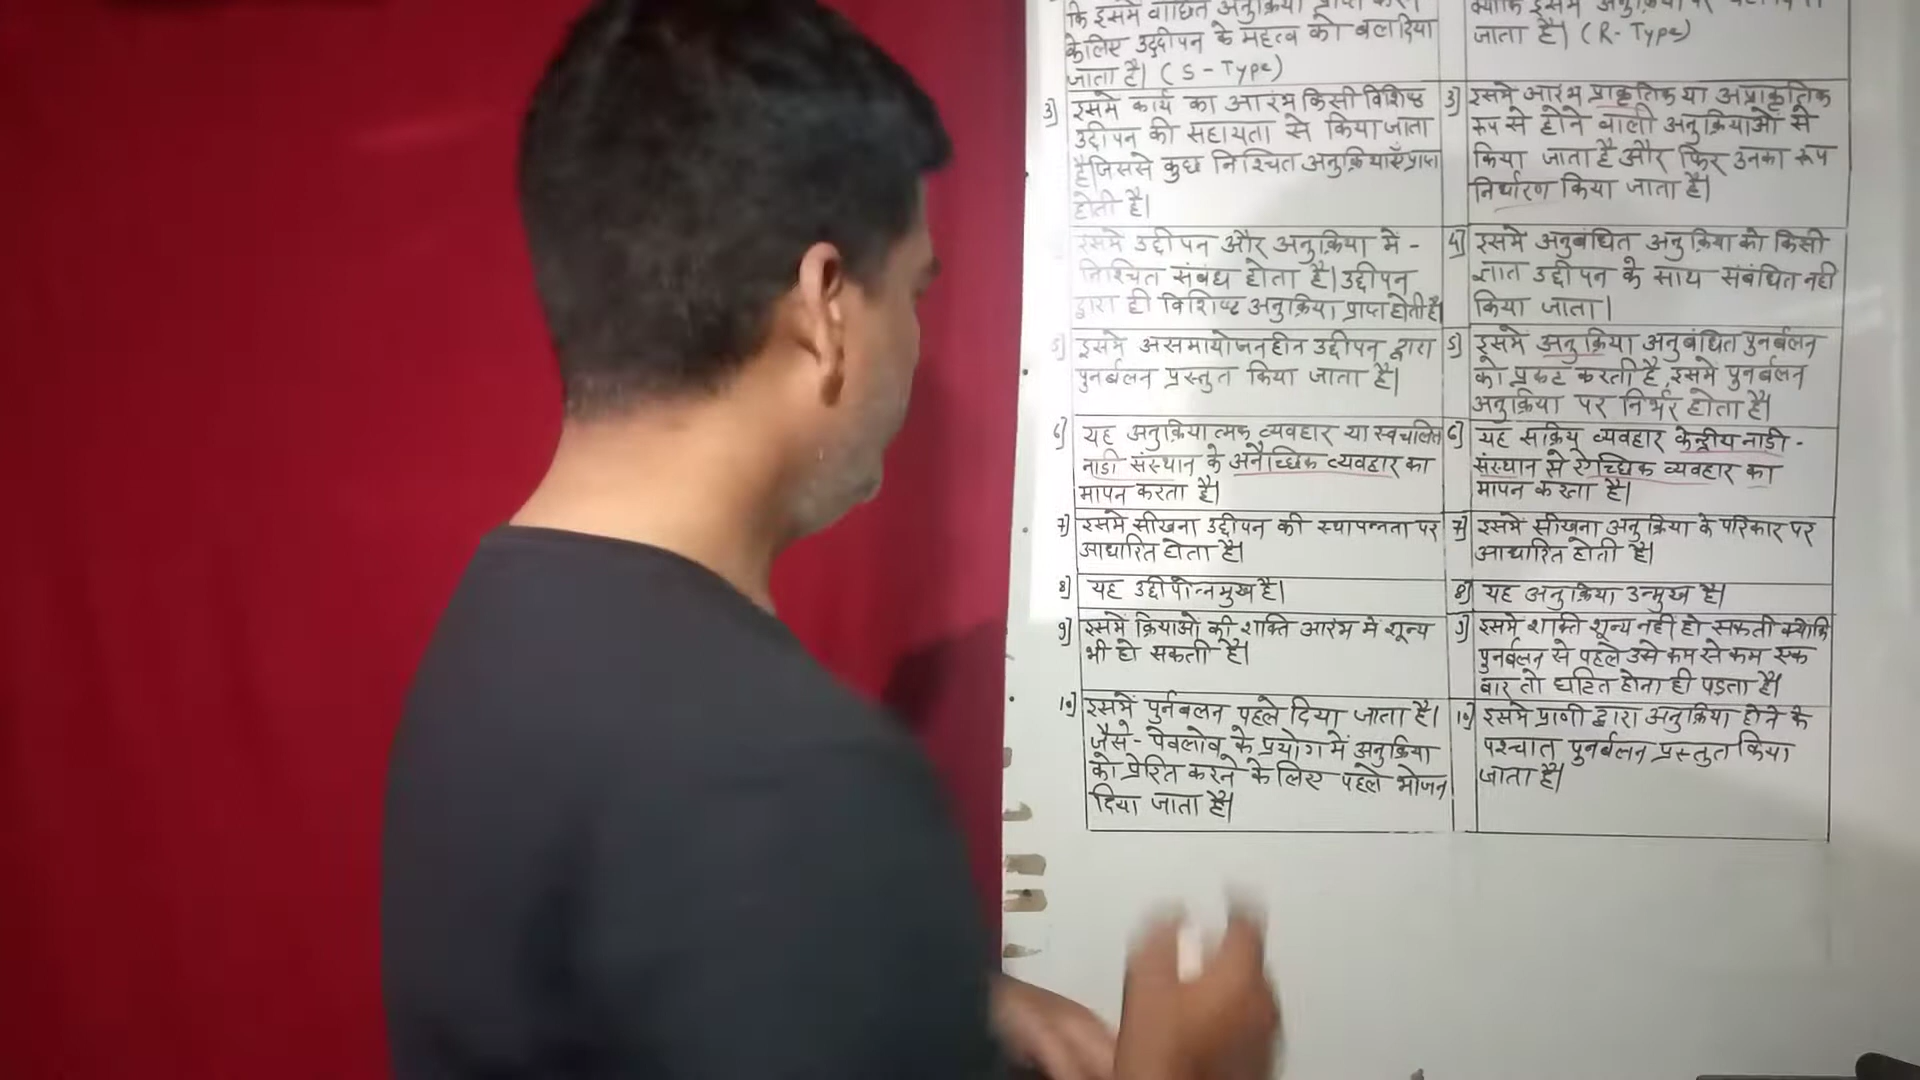 के लिए उद्दीपन के महत्व को बल दिया
जाता है। (S-Type)
3] इसमें कार्य का आरंभ किसी विशिष्ट
उद्दीपन की सहायता से किया जाता
है जिससे कुछ निश्चित अनुक्रियाएँ प्राप्त
होती है।
इसमें उद्दीपन और अनुक्रिया में -
निश्चित संबंध होता है। उद्दीपन
द्वारा ही विशिष्ट अनुक्रिया प्राप्त होती है
5] इसमें असमायोजनहीन उद्दीपन द्वारा
पुनर्बलन प्रस्तुत किया जाता है।
6] यह अनुक्रियात्मक व्यवहार या स्वचलित
नाडी संस्थान के अनैच्छिक व्यवहार का
मापन करता है।
7] इसमें सीखना उद्दीपन की स्थापन्नता पर
आधारित होता है।
8] यह उद्दीपोन्नमुख है।
9] इसमें क्रियाओं की शक्ति आरंभ में शून्य
भी हो सकती है।
10] इसमें पुर्नबलन पहले दिया जाता है।
जैसे - पेवलोव के प्रयोग में अनुक्रिया
को प्रेरित करने के लिए पहले भोजन
दिया जाता है।
जाता है। (R-Type)
3] इसमें आरंभ प्राकृतिक या अप्राकृतिक
रूप से होने वाली अनुक्रियाओं से
किया जाता है और फिर उनका रूप
निर्धारण किया जाता है।
4] इसमें अनुबंधित अनुक्रिया को किसी
ज्ञात उद्दीपन के साथ संबंधित नही
किया जाता।
5] इसमें अनुक्रिया अनुबंधित पुनर्बलन
को प्रकट करती है, इसमें पुनर्बलन
अनुक्रिया पर निर्भर होता है।
6] यह सक्रिय व्यवहार केन्द्रीय नाडी -
संस्थान से ऐच्छिक व्यवहार का
मापन करता है।
7] इसमें सीखना अनुक्रिया के परिष्कार पर
आधारित होती है।
8] यह अनुक्रिया उन्मुख है।
9] इसमें शक्ति शून्य नही हो सकती क्योंकि
पुनर्बलन से पहले उसे कम से कम एक
बार तो घटित होना ही पड़ता है।
10] इसमें प्राणी द्वारा अनुक्रिया होने के
पश्चात पुनर्बलन प्रस्तुत किया
जाता है।